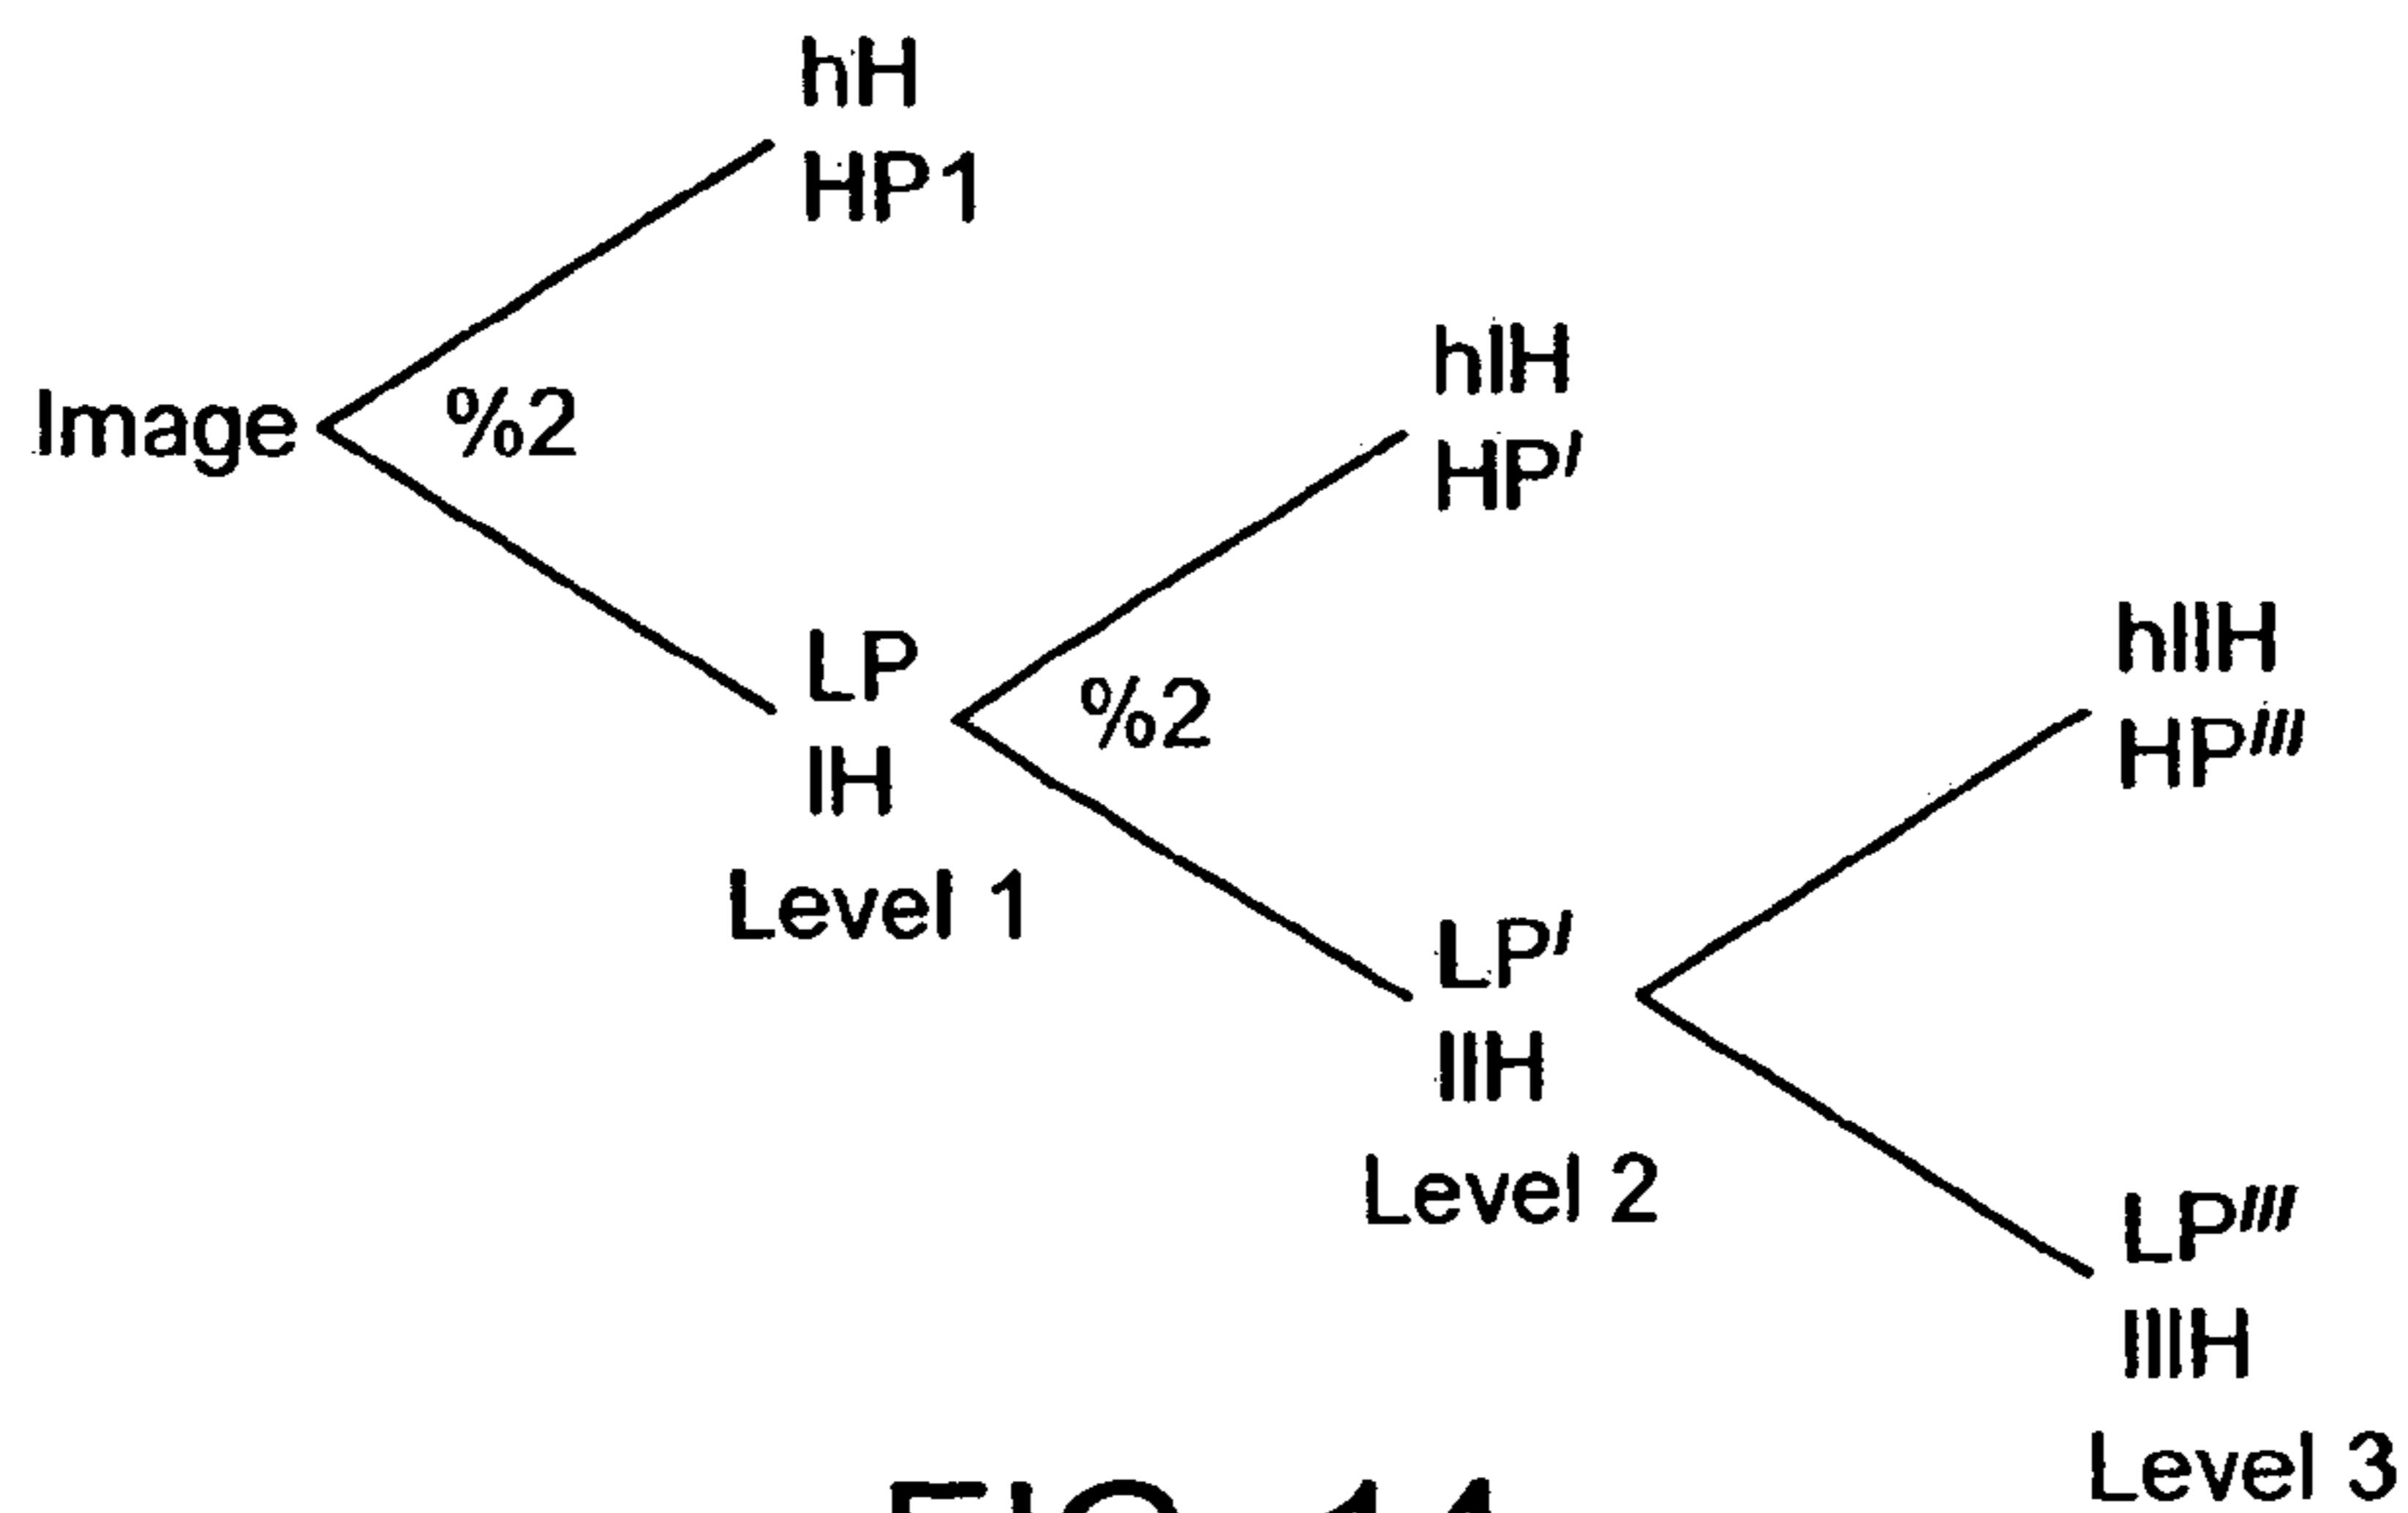 hH
HP1
Image
%2
hlH
HP′
LP
lH
Level 1
%2
hllH
HP‴
LP′
llH
Level 2
LP‴
lllH
Level 3